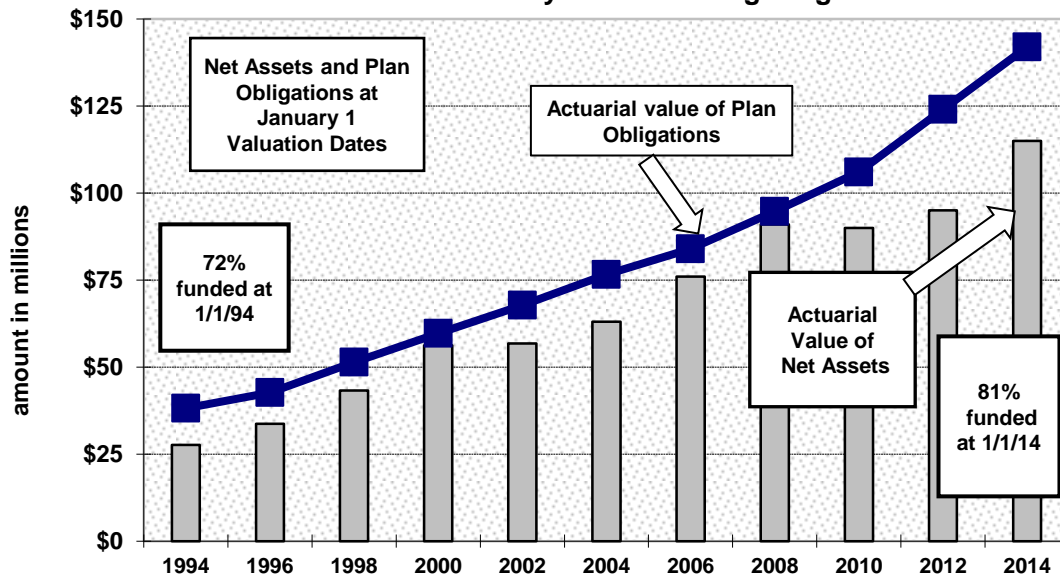 $150
$125
$100
$75
$50
$25
$0
amount in millions
Net Assets and Plan
Obligations at
January 1
Valuation Dates
Actuarial value of Plan
Obligations
72%
funded at
1/1/94
Actuarial
Value of
Net Assets
81%
funded
at 1/1/14
1994 1996 1998 2000 2002 2004 2006 2008 2010 2012 2014